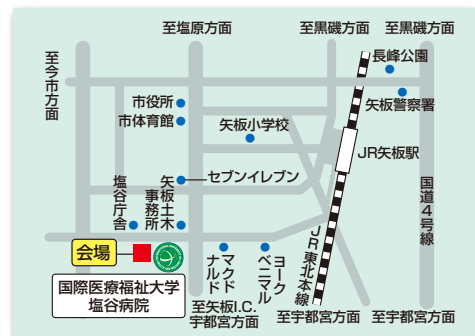 至塩原方面
至黒磯方面
至黒磯方面
至今市方面
長峰公園
市役所
市体育館
矢板小学校
矢板警察署
JR矢板駅
セブンイレブン
矢板土木
事務所
塩谷庁舎
国道4号線
JR東北本線
会場
国際医療福祉大学
塩谷病院
マクド
ナルド
ヨーク
ベニマル
至矢板I.C.
宇都宮方面
至宇都宮方面
至宇都宮方面